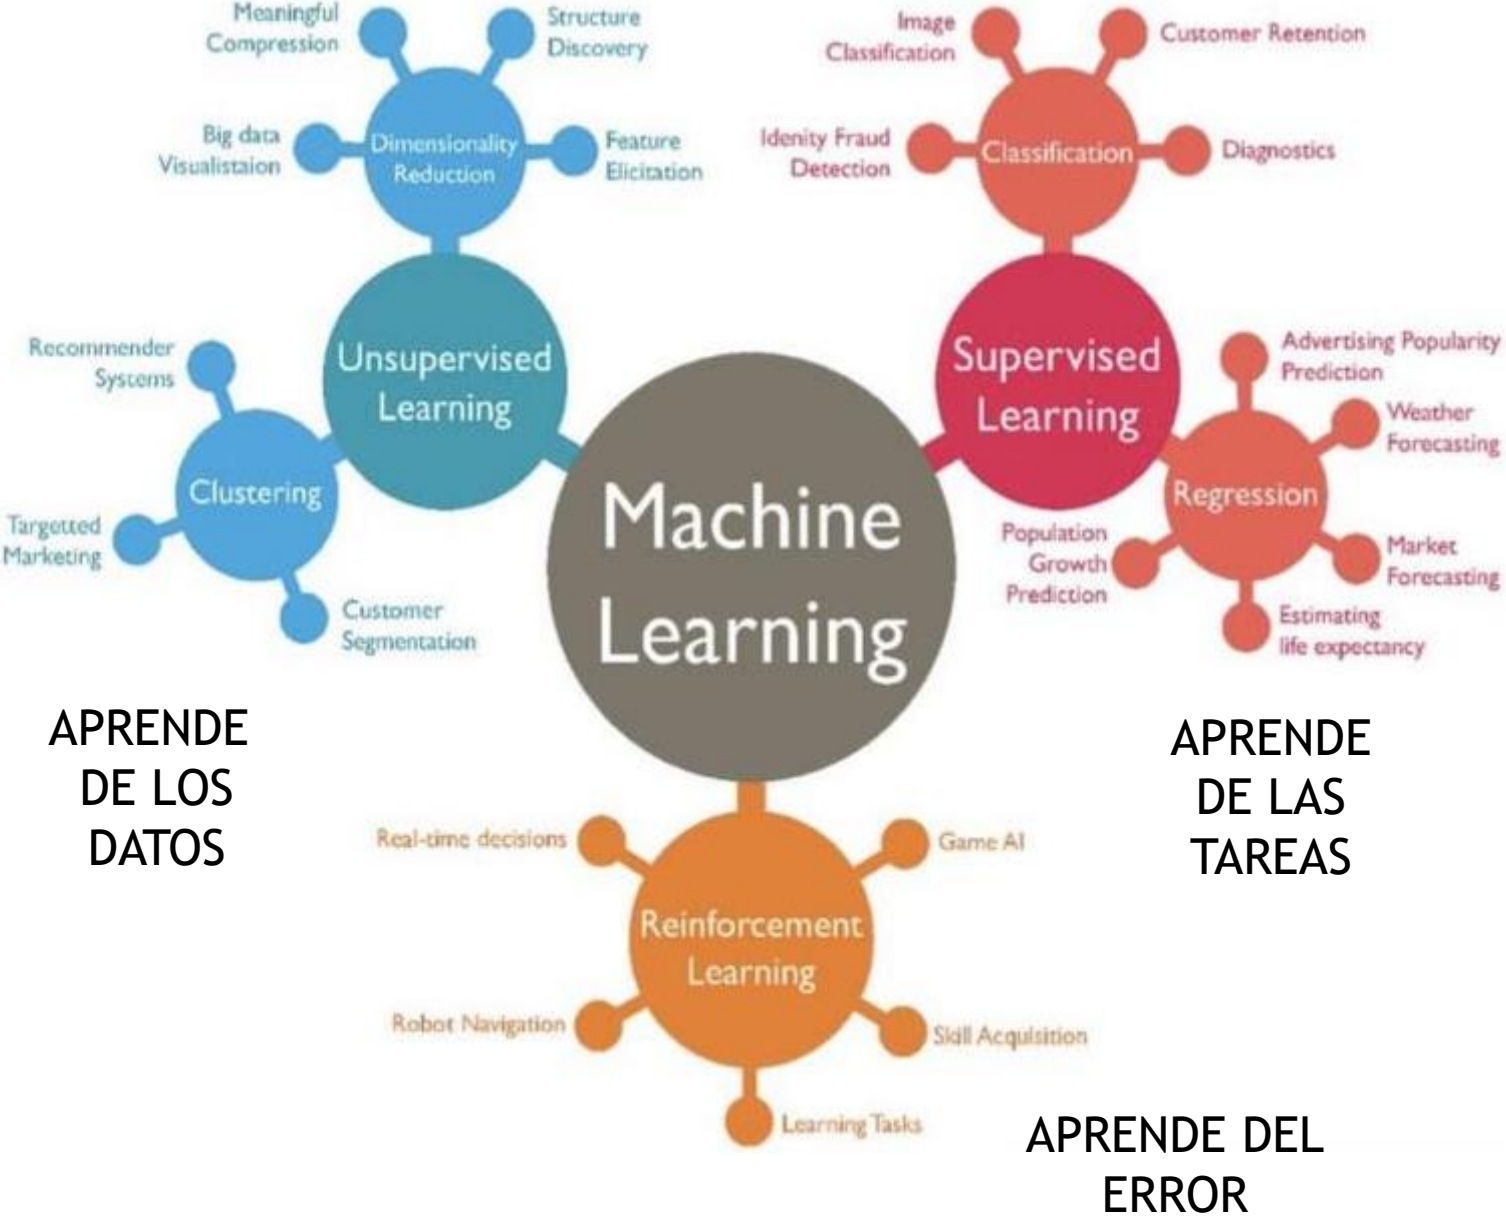 Meaningful
Compression
Structure
Discovery
Big data
Visualistaion
Dimensionality
Reduction
Feature
Elicitation
Image
Classification
Customer Retention
Idenity Fraud
Detection
Classification
Diagnostics
Unsupervised
Learning
Recommender
Systems
Clustering
Targetted
Marketing
Customer
Segmentation
Supervised
Learning
Advertising Popularity
Prediction
Weather
Forecasting
Regression
Population
Growth
Prediction
Market
Forecasting
Estimating
life expectancy
Machine
Learning
APRENDE
DE LOS
DATOS
APRENDE
DE LAS
TAREAS
Real-time decisions
Game AI
Reinforcement
Learning
Robot Navigation
Skill Acquisition
Learning Tasks
APRENDE DEL
ERROR